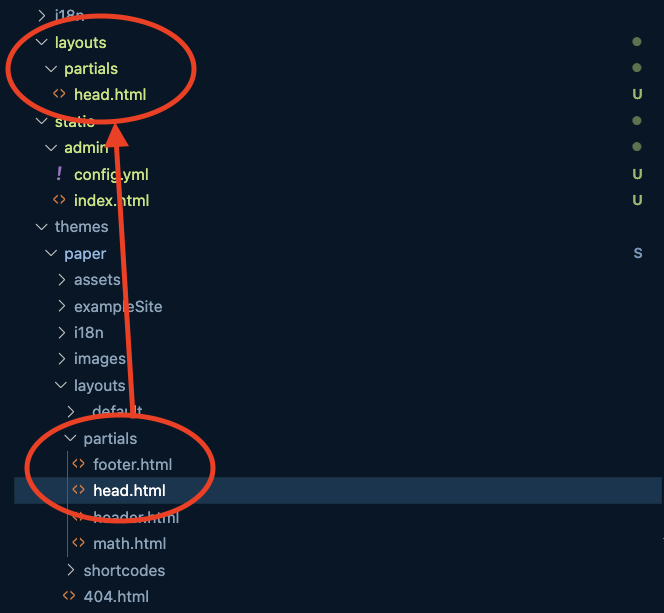 i18n
layouts
partials
head.html U
static
admin
! config.yml U
index.html U
themes
paper S
assets
exampleSite
i18n
images
layouts
_default
partials
footer.html
head.html
header.html
math.html
shortcodes
404.html